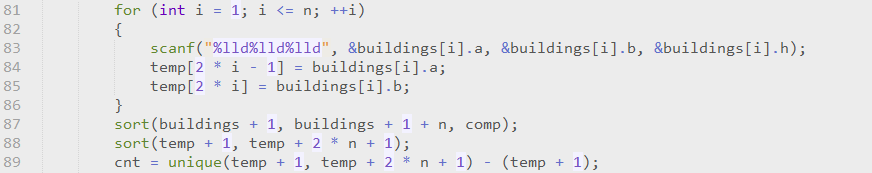 81 for (int i = 1; i <= n; ++i)
82 {
83 scanf("%lld%lld%lld", &buildings[i].a, &buildings[i].b, &buildings[i].h);
84 temp[2 * i - 1] = buildings[i].a;
85 temp[2 * i] = buildings[i].b;
86 }
87 sort(buildings + 1, buildings + 1 + n, comp);
88 sort(temp + 1, temp + 2 * n + 1);
89 cnt = unique(temp + 1, temp + 2 * n + 1) - (temp + 1);